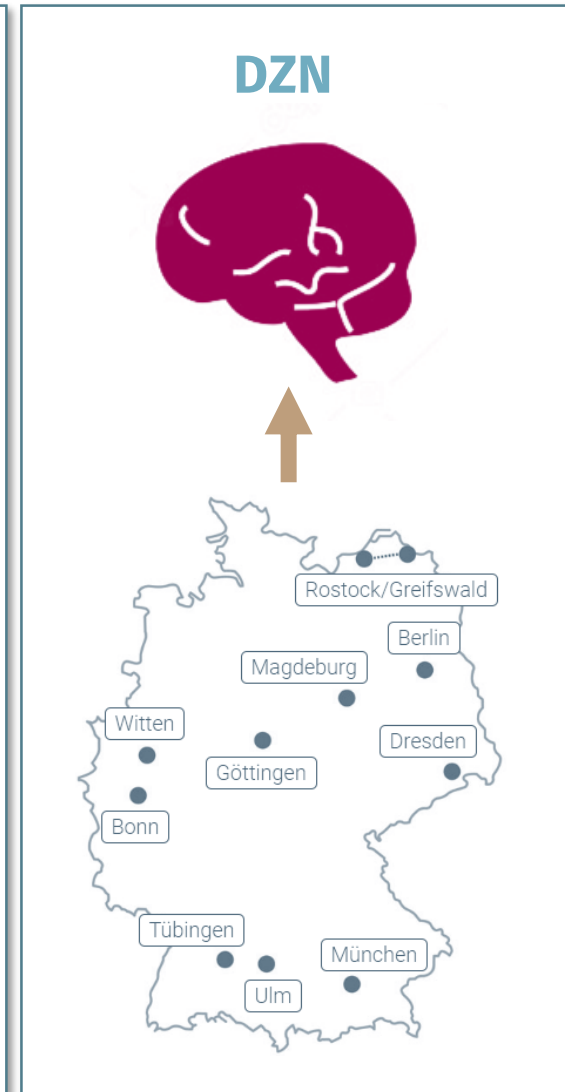 DZN
Rostock/Greifswald
Berlin
Magdeburg
Witten
Dresden
Göttingen
Bonn
Tübingen
München
Ulm